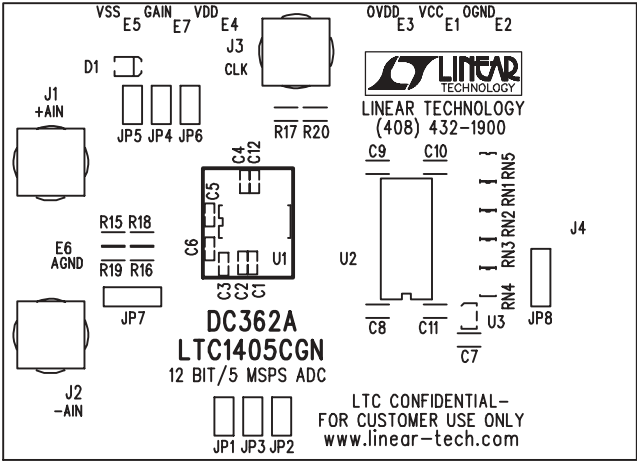 VSS GAIN VDD
E5 E7 E4
J3
CLK
OVDD VCC OGND
E3 E1 E2
D1
LINEAR
TECHNOLOGY
LINEAR TECHNOLOGY
(408) 432-1900
J1
+AIN
JP5 JP4 JP6
R17 R20
C4 C12
C9 C10
RN5
RN1
RN2
RN3
RN4
C5
C6
R15 R18
E6
AGND
R19 R16
U1
U2
J4
C3 C2 C1
JP7
C8 C11
U3
C7
JP8
DC362A
LTC1405CGN
12 BIT/5 MSPS ADC
J2
-AIN
LTC CONFIDENTIAL-
FOR CUSTOMER USE ONLY
www.linear-tech.com
JP1 JP3 JP2